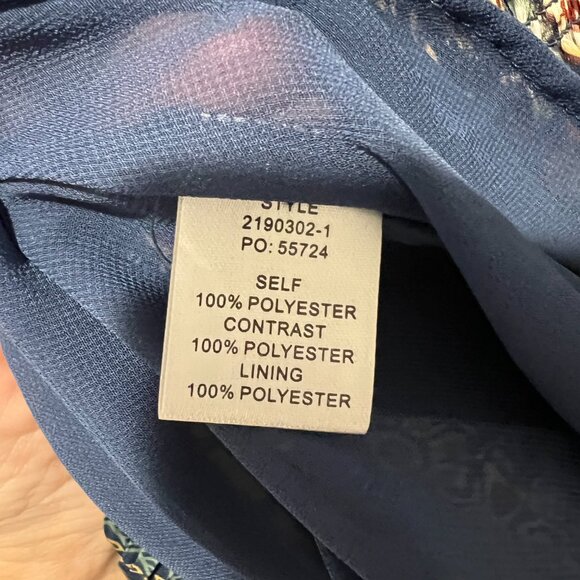 STYLE
2190302-1
PO: 55724
SELF
100% POLYESTER
CONTRAST
100% POLYESTER
LINING
100% POLYESTER